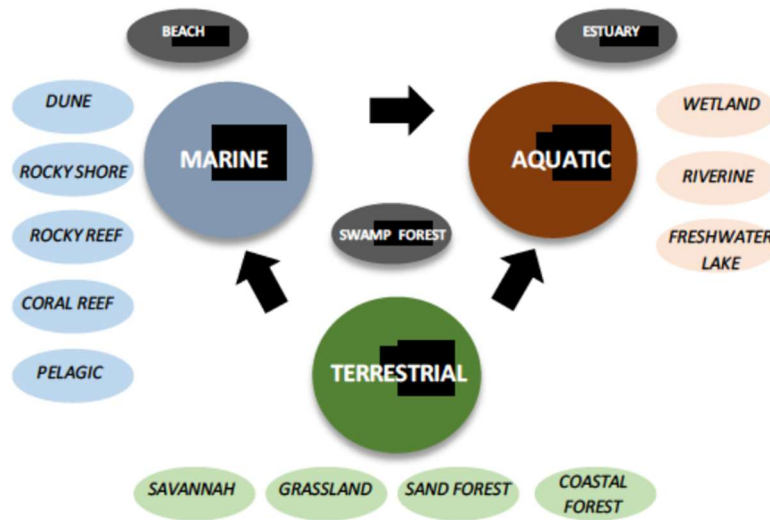 BEACH
ESTUARY
DUNE
ROCKY SHORE
ROCKY REEF
CORAL REEF
PELAGIC
MARINE
AQUATIC
WETLAND
RIVERINE
FRESHWATER
LAKE
SWAMP FOREST
TERRESTRIAL
SAVANNAH
GRASSLAND
SAND FOREST
COASTAL
FOREST